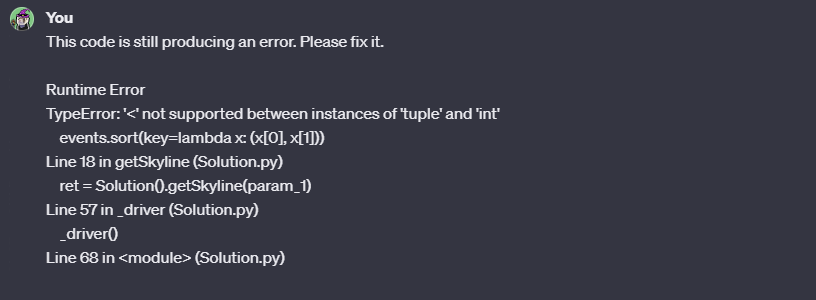 You
This code is still producing an error. Please fix it.
Runtime Error
TypeError: '<' not supported between instances of 'tuple' and 'int'
events.sort(key=lambda x: (x[0], x[1]))
Line 18 in getSkyline (Solution.py)
ret = Solution().getSkyline(param_1)
Line 57 in _driver (Solution.py)
_driver()
Line 68 in <module> (Solution.py)